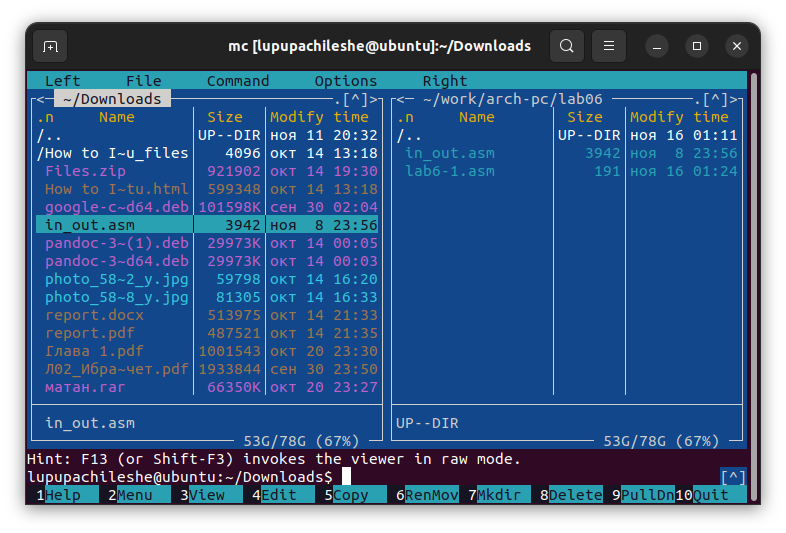 mc [lupupachileshe@ubuntu]:~/Downloads
Left File Command Options Right
<─ ~/Downloads ─.[^]>
<─ ~/work/arch-pc/lab06 ─.[^]>
.n Name Size Modify time .n Name Size Modify time
/.. UP--DIR ноя 11 20:32 /.. UP--DIR ноя 16 01:11
/How to I~u_files 4096 окт 14 13:18 in_out.asm 3942 ноя 8 23:56
Files.zip 921902 окт 14 19:30 lab6-1.asm 191 ноя 16 01:24
How to I~tu.html 599348 окт 14 13:18
google-c~d64.deb 101598K сен 30 02:04
in_out.asm 3942 ноя 8 23:56
pandoc-3~(1).deb 29973K окт 14 00:05
pandoc-3~d64.deb 29973K окт 14 00:03
photo_58~2_y.jpg 59798 окт 14 16:20
photo_58~8_y.jpg 81305 окт 14 16:33
report.docx 513975 окт 14 21:33
report.pdf 487521 окт 14 21:35
Глава 1.pdf 1001543 окт 20 23:30
Л02_Ибра~чет.pdf 1933844 сен 30 23:50
матан.rar 66350K окт 20 23:27
in_out.asm UP--DIR
53G/78G (67%) 53G/78G (67%)
Hint: F13 (or Shift-F3) invokes the viewer in raw mode.
lupupachileshe@ubuntu:~/Downloads$ [^]
1Help 2Menu 3View 4Edit 5Copy 6RenMov 7Mkdir 8Delete 9PullDn 10Quit